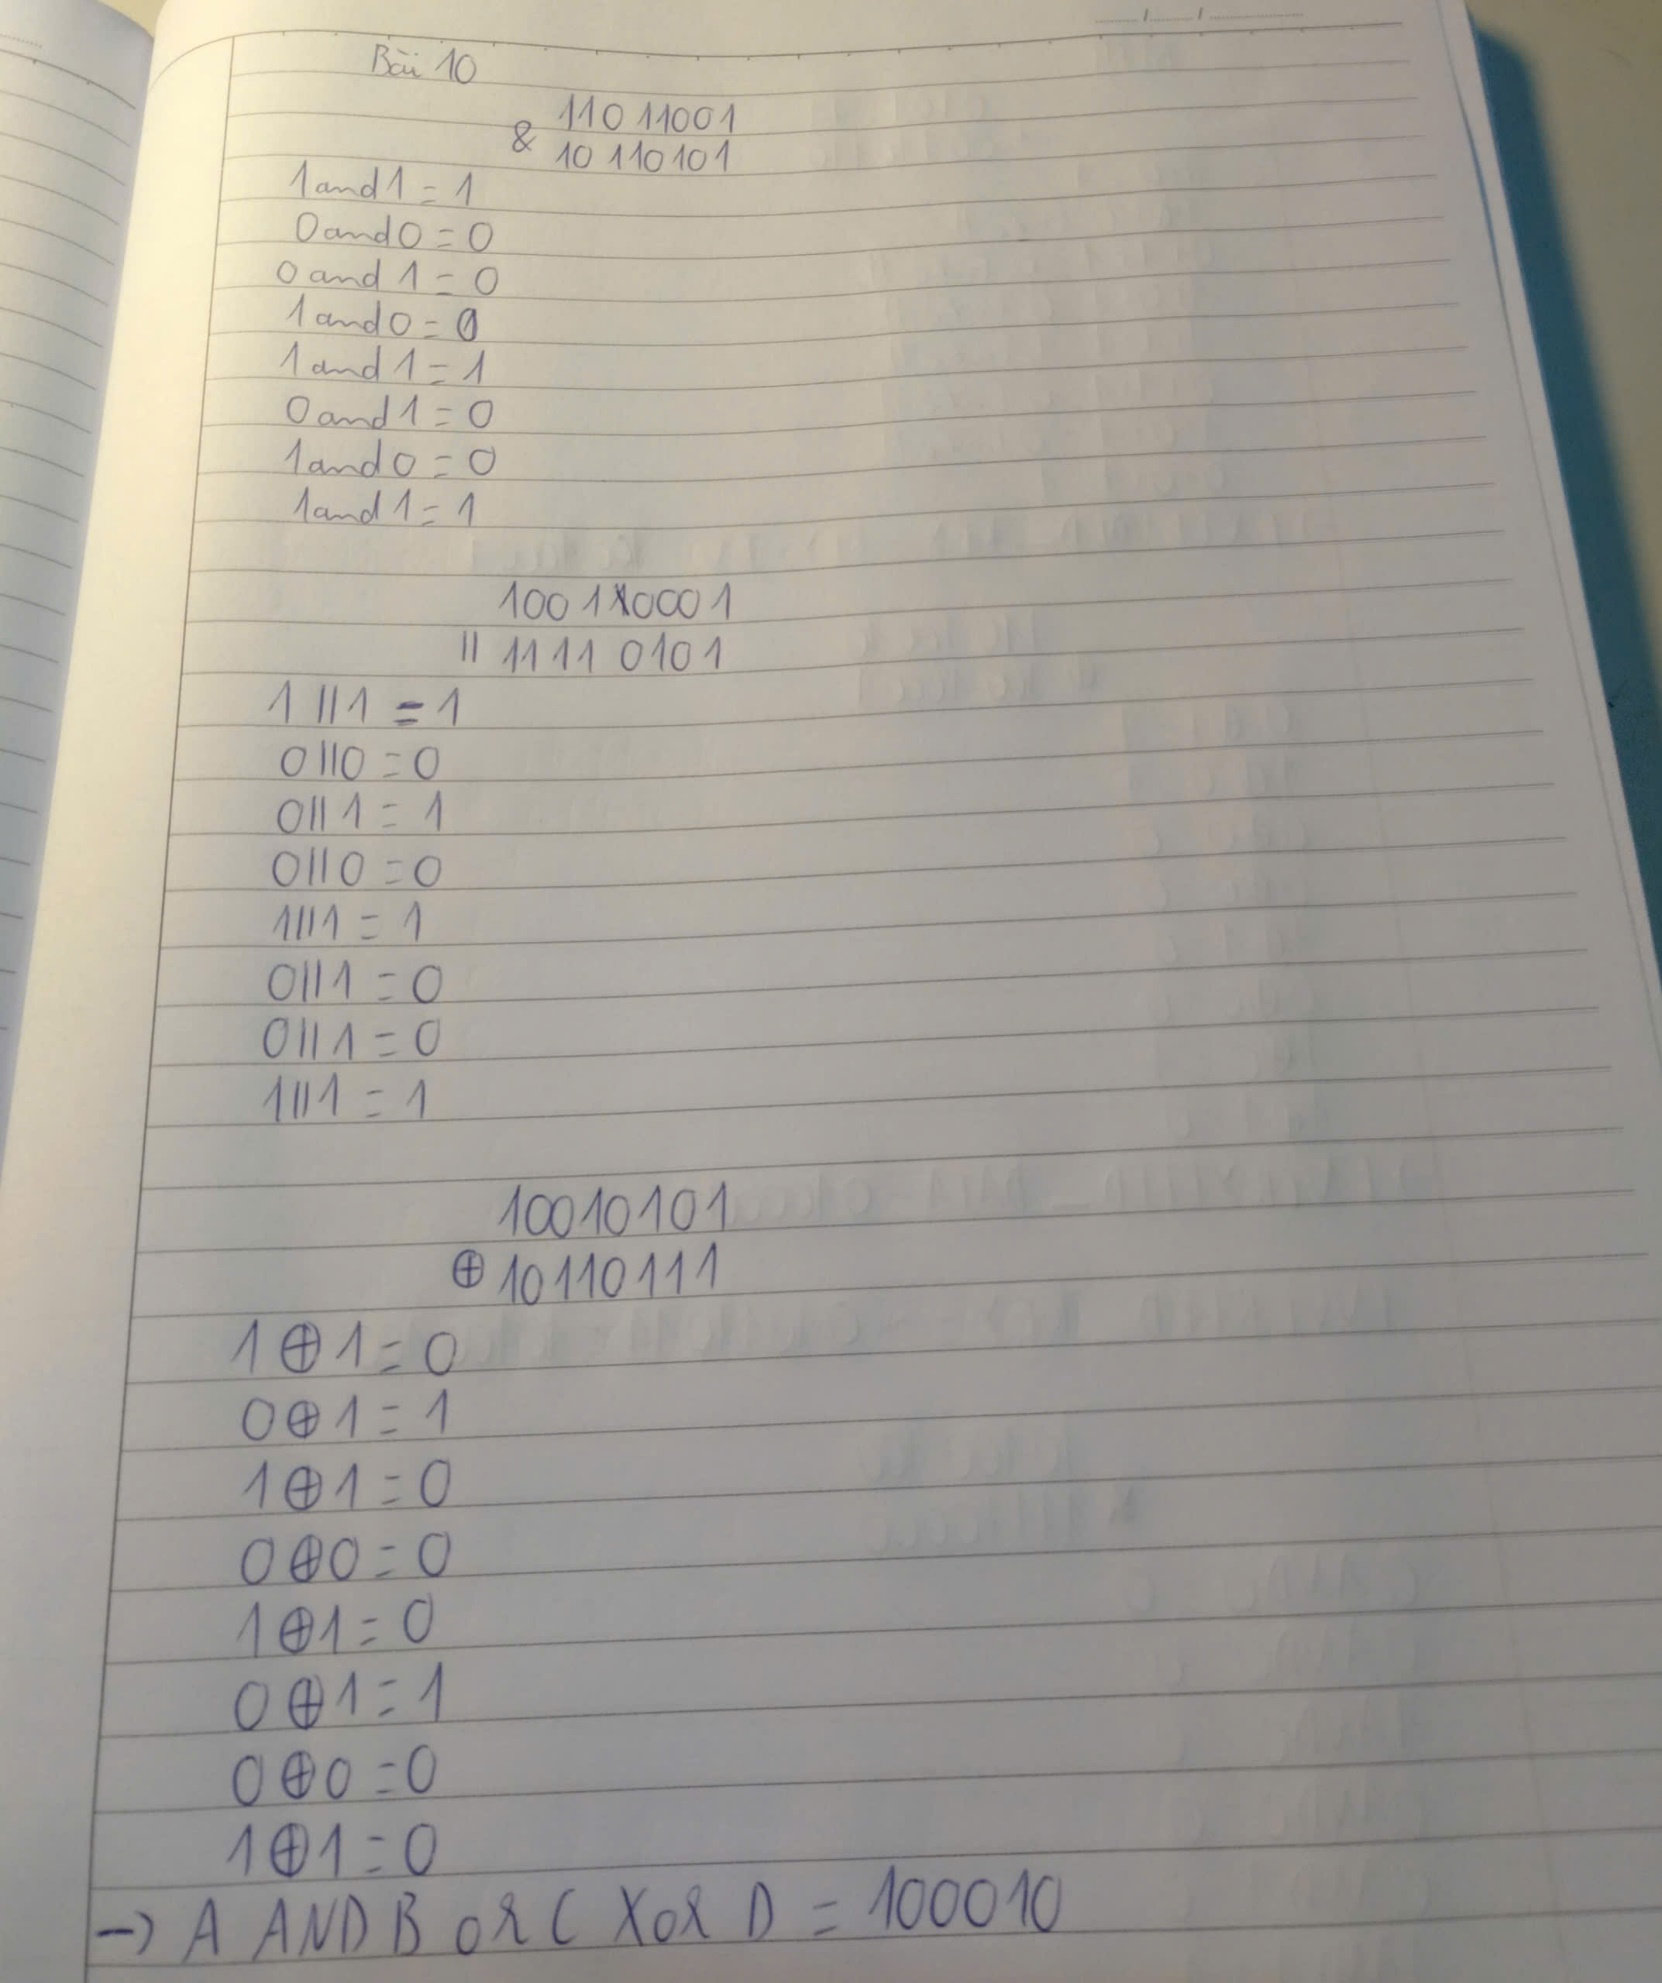 Bài 10
11011001
& 10110101
1 and 1 = 1
0 and 0 = 0
0 and 1 = 0
1 and 0 = 0
1 and 1 = 1
0 and 1 = 0
1 and 0 = 0
1 and 1 = 1
10010001
|| 11110101
1 || 1 = 1
0 || 0 = 0
0 || 1 = 1
0 || 0 = 0
1 || 1 = 1
0 || 1 = 0
0 || 1 = 0
1 || 1 = 1
10010101
⊕ 10110111
1 ⊕ 1 = 0
0 ⊕ 1 = 1
1 ⊕ 1 = 0
0 ⊕ 0 = 0
1 ⊕ 1 = 0
0 ⊕ 1 = 1
0 ⊕ 0 = 0
1 ⊕ 1 = 0
-> A AND B OR C XOR D = 100010